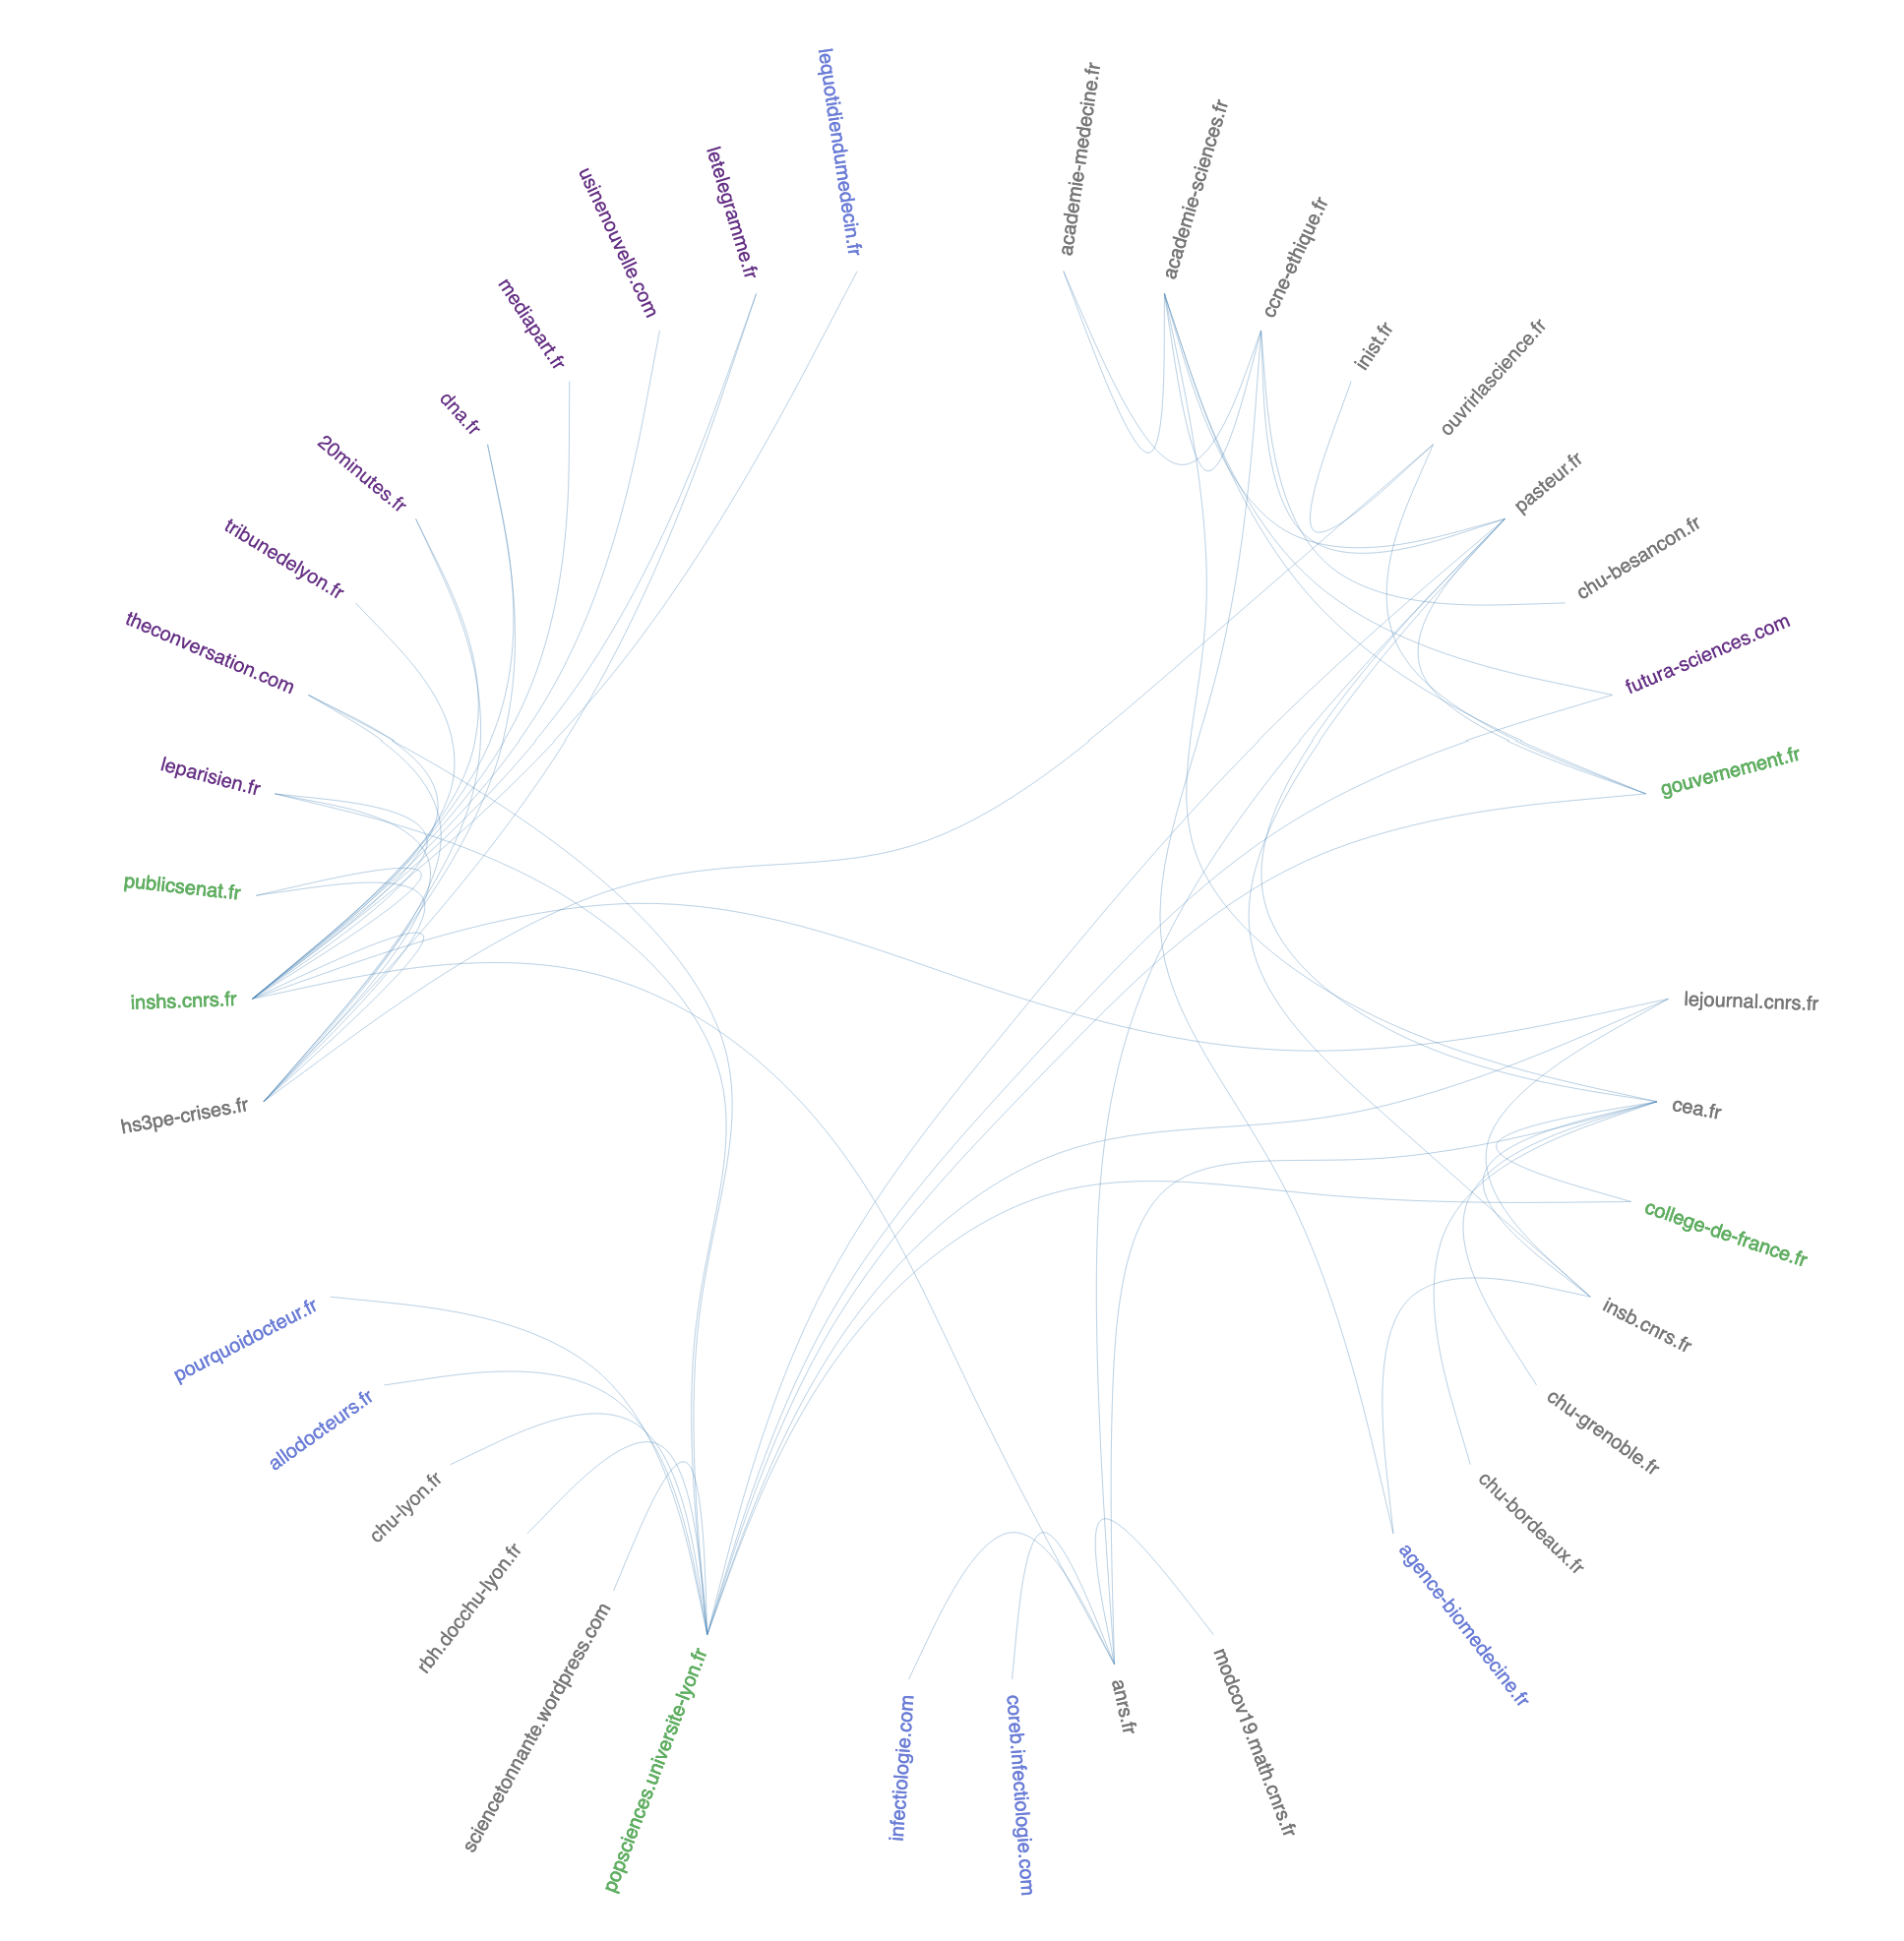 lequotidiendumedecin.fr
academie-medecine.fr
academie-sciences.fr
ccne-ethique.fr
inist.fr
ouvrirlascience.fr
pasteur.fr
chu-besancon.fr
futura-sciences.com
gouvernement.fr
lejournal.cnrs.fr
cea.fr
college-de-france.fr
insb.cnrs.fr
chu-grenoble.fr
chu-bordeaux.fr
agence-biomedecine.fr
modcov19.math.cnrs.fr
anrs.fr
coreb.infectiologie.com
infectiologie.com
popsciences.universite-lyon.fr
sciencetonnante.wordpress.com
rbh.docchu-lyon.fr
chu-lyon.fr
allodocteurs.fr
pourquoidocteur.fr
hs3pe-crises.fr
inshs.cnrs.fr
publicsenat.fr
leparisien.fr
theconversation.com
tribunedelyon.fr
20minutes.fr
dna.fr
mediapart.fr
usinenouvelle.com
letelegramme.fr